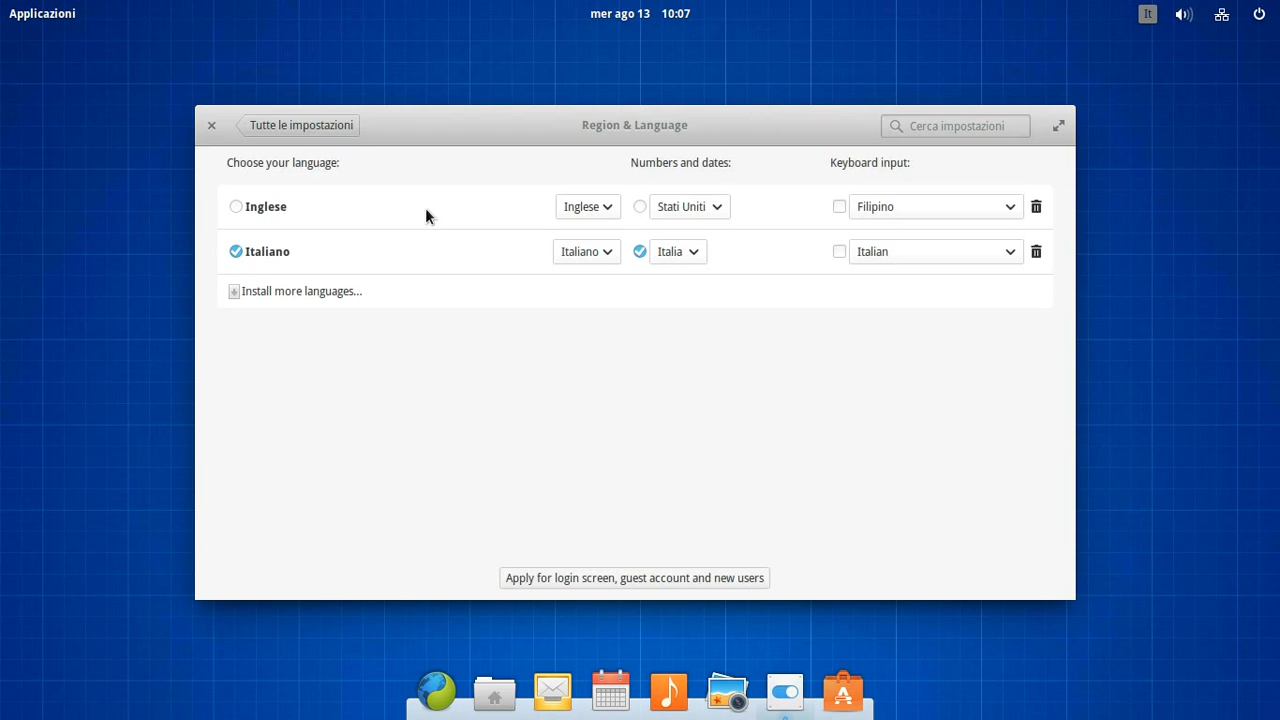 Applicazioni
mer ago 13 10:07
It
Tutte le impostazioni
Region & Language
Cerca impostazioni
Choose your language:
Numbers and dates:
Keyboard input:
Inglese
Inglese
Stati Uniti
Filipino
Italiano
Italiano
Italia
Italian
Install more languages...
Apply for login screen, guest account and new users